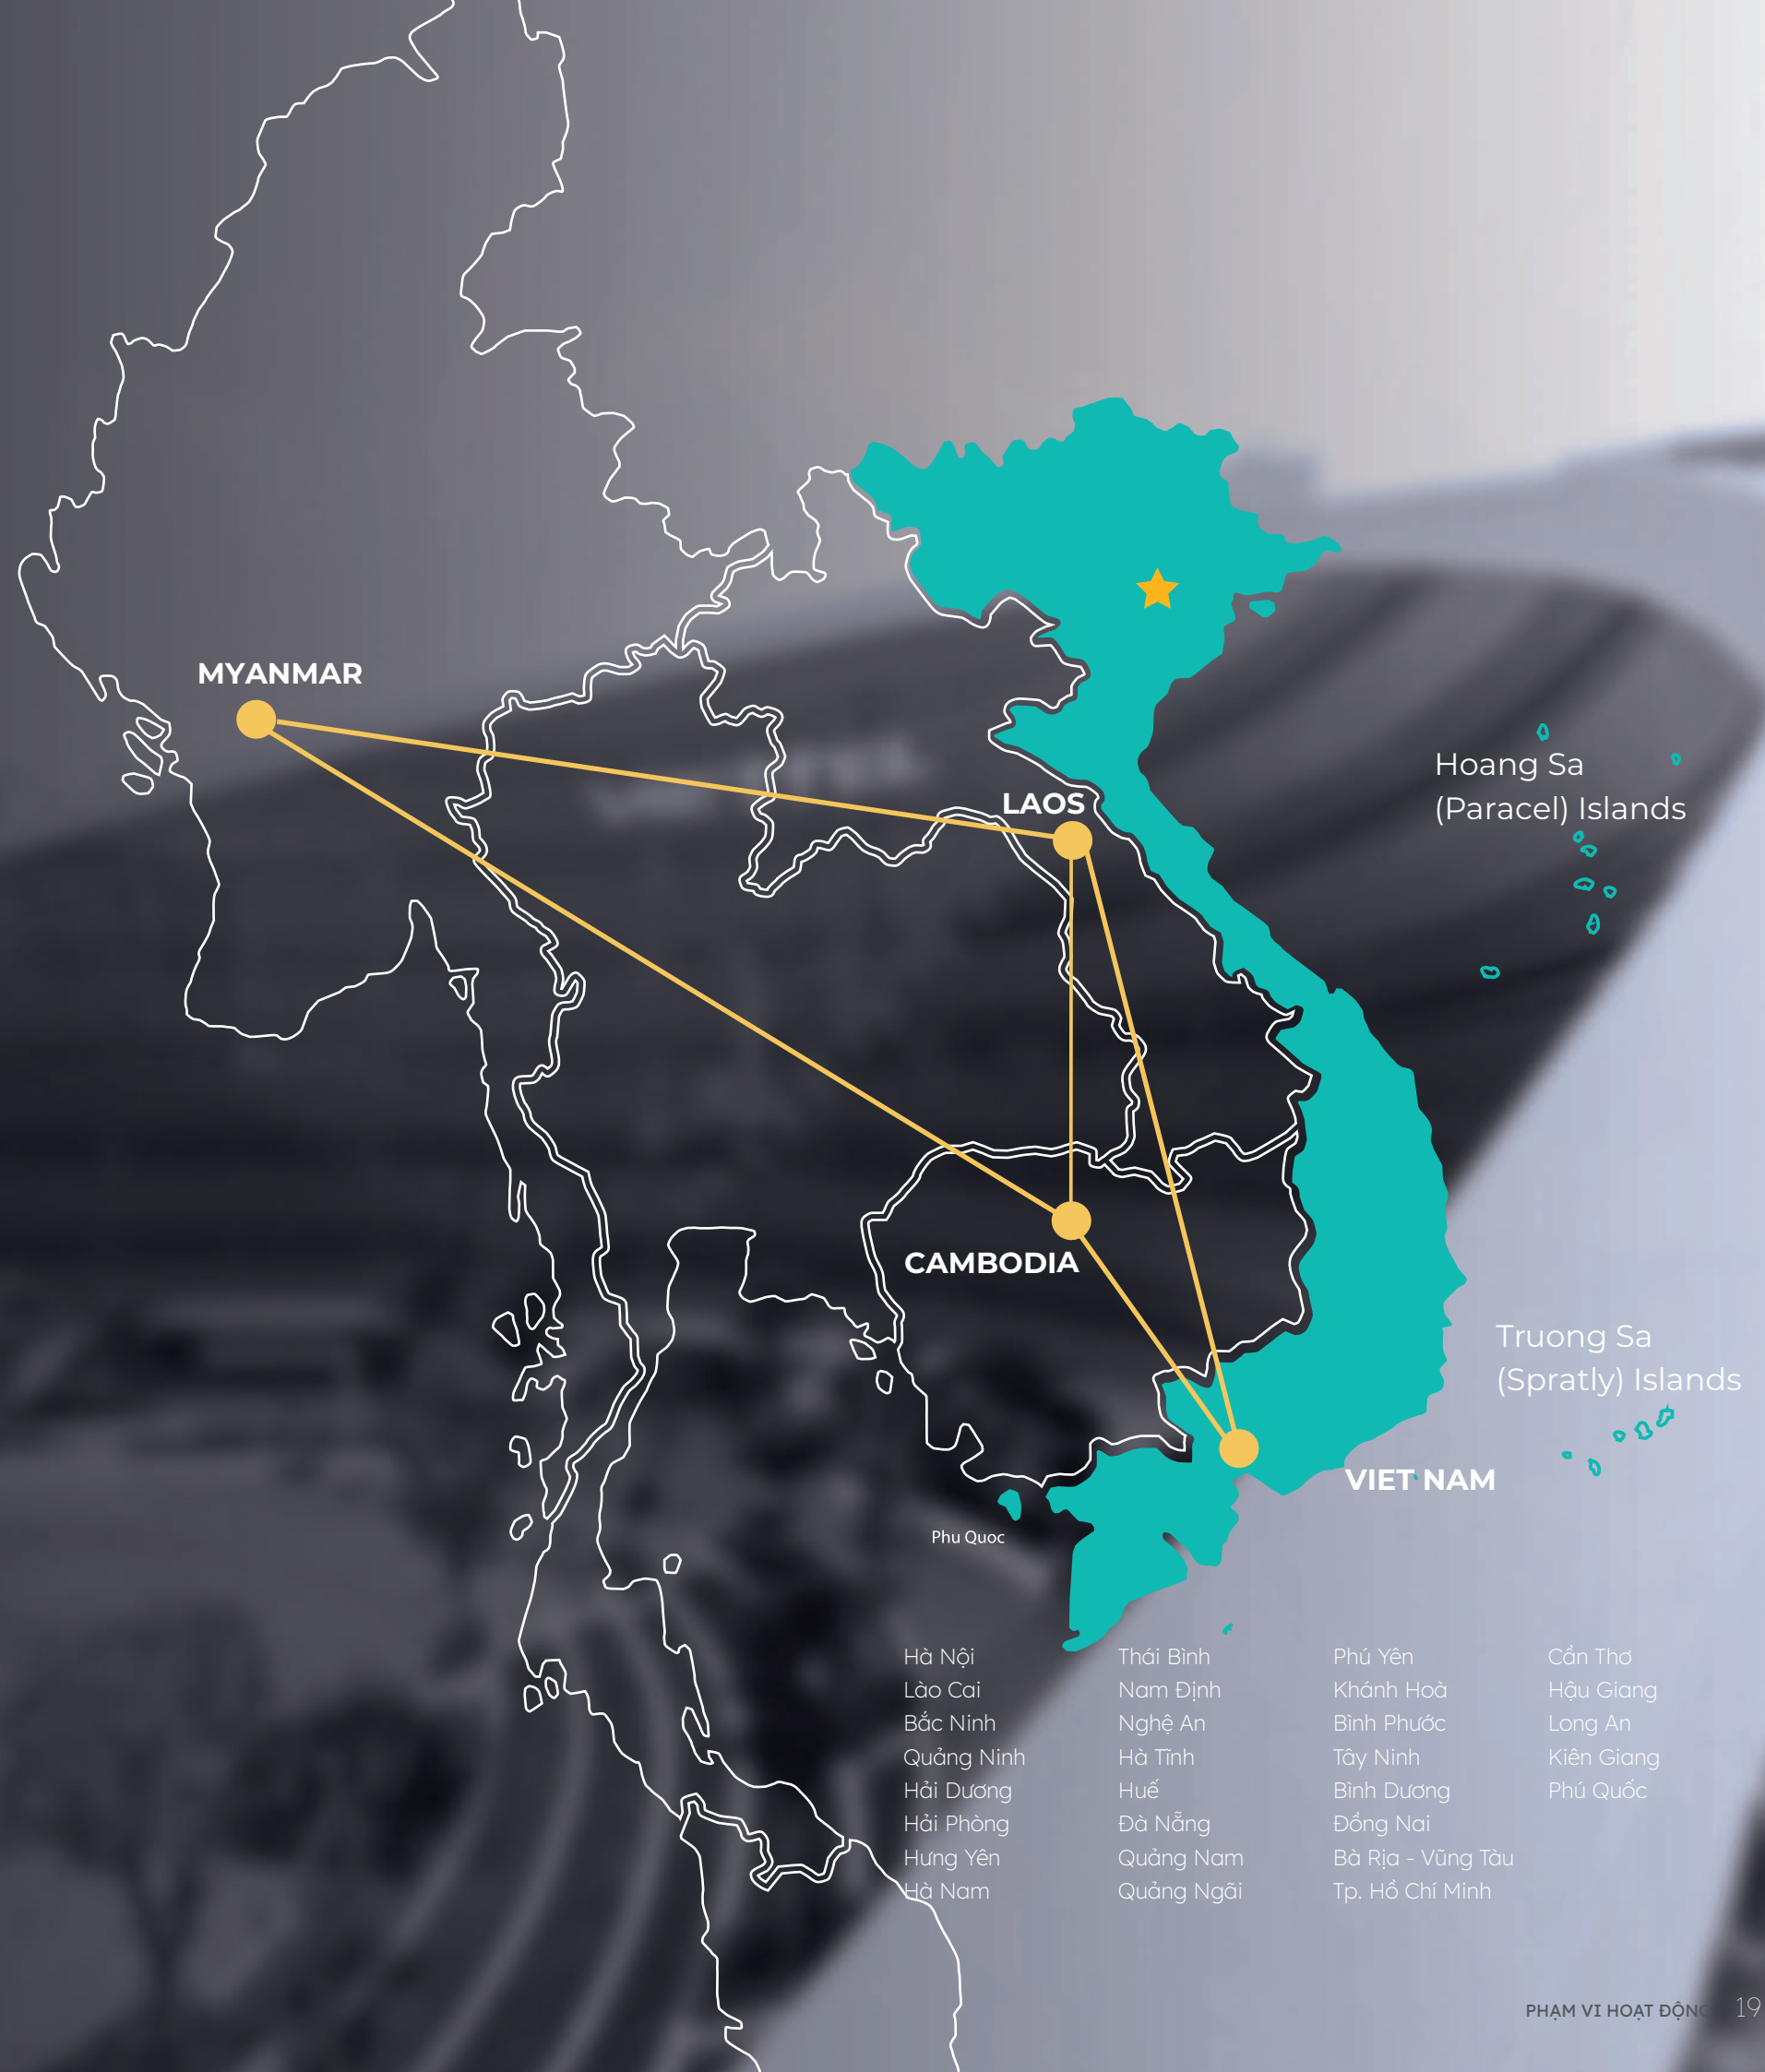 MYANMAR
LAOS
Hoang Sa
(Paracel) Islands
CAMBODIA
Truong Sa
(Spratly) Islands
VIET NAM
Phu Quoc
Hà Nội
Lào Cai
Bắc Ninh
Quảng Ninh
Hải Dương
Hải Phòng
Hưng Yên
Hà Nam
Thái Bình
Nam Định
Nghệ An
Hà Tĩnh
Huế
Đà Nẵng
Quảng Nam
Quảng Ngãi
Phú Yên
Khánh Hoà
Bình Phước
Tây Ninh
Bình Dương
Đồng Nai
Bà Rịa - Vũng Tàu
Tp. Hồ Chí Minh
Cần Thơ
Hậu Giang
Long An
Kiên Giang
Phú Quốc
PHẠM VI HOẠT ĐỘNG 19